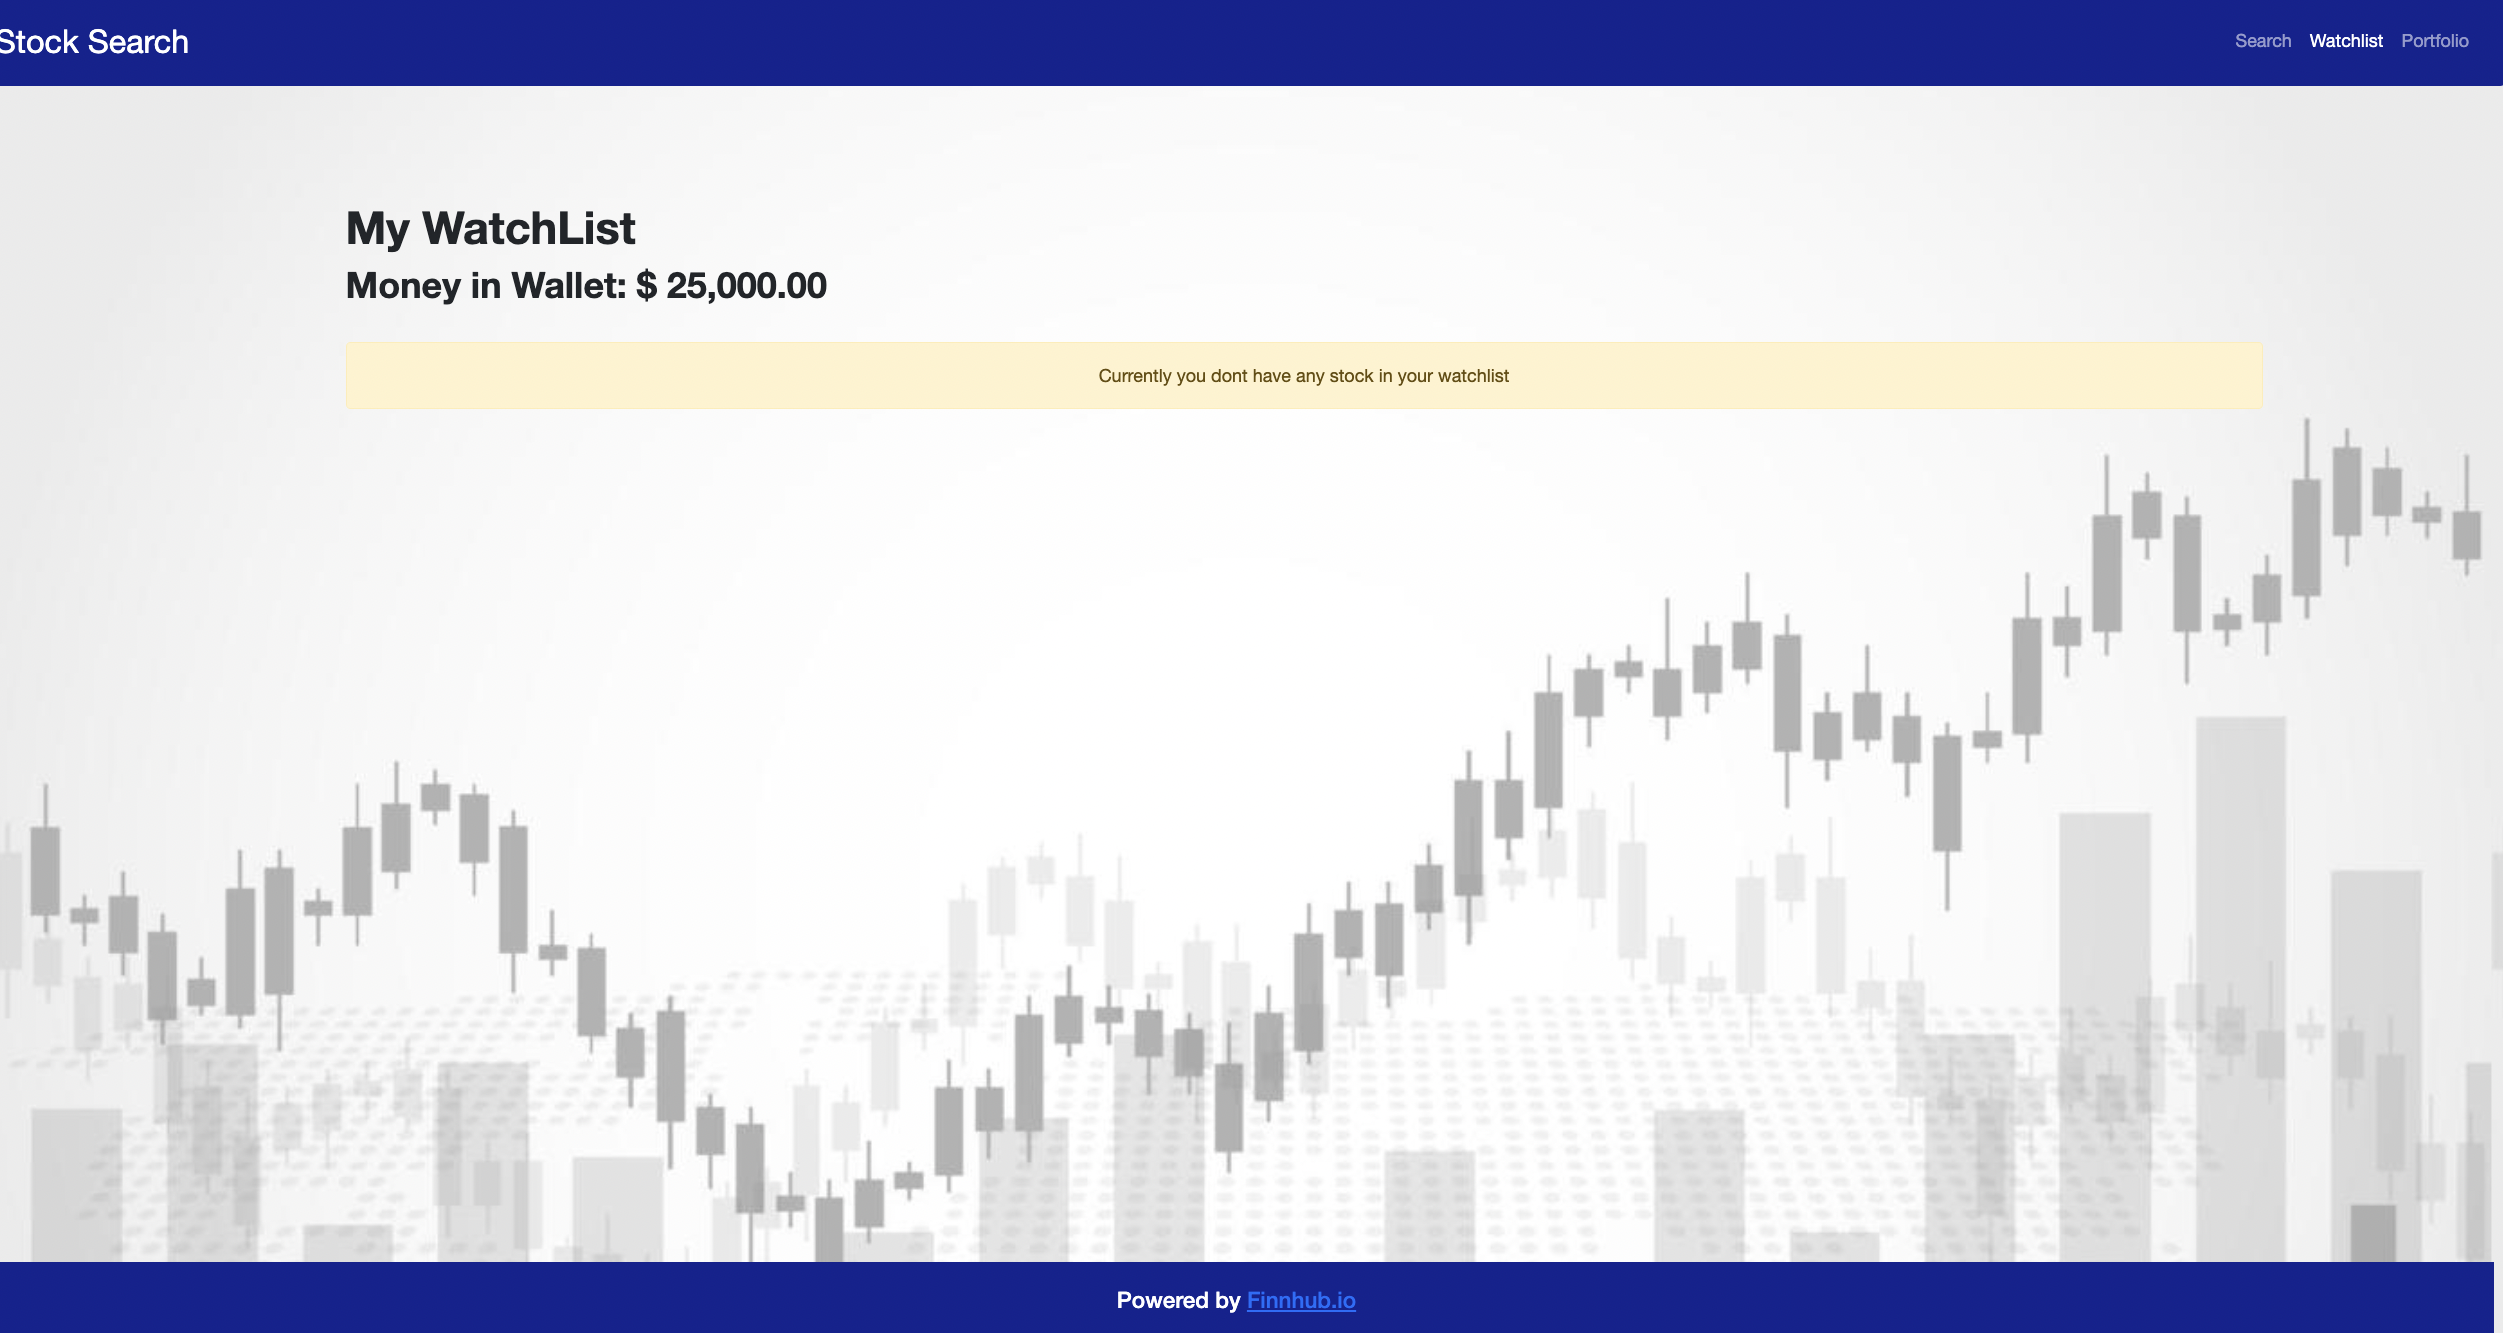 Stock Search
Search Watchlist Portfolio
My WatchList
Money in Wallet: $ 25,000.00
Currently you dont have any stock in your watchlist
Powered by Finnhub.io